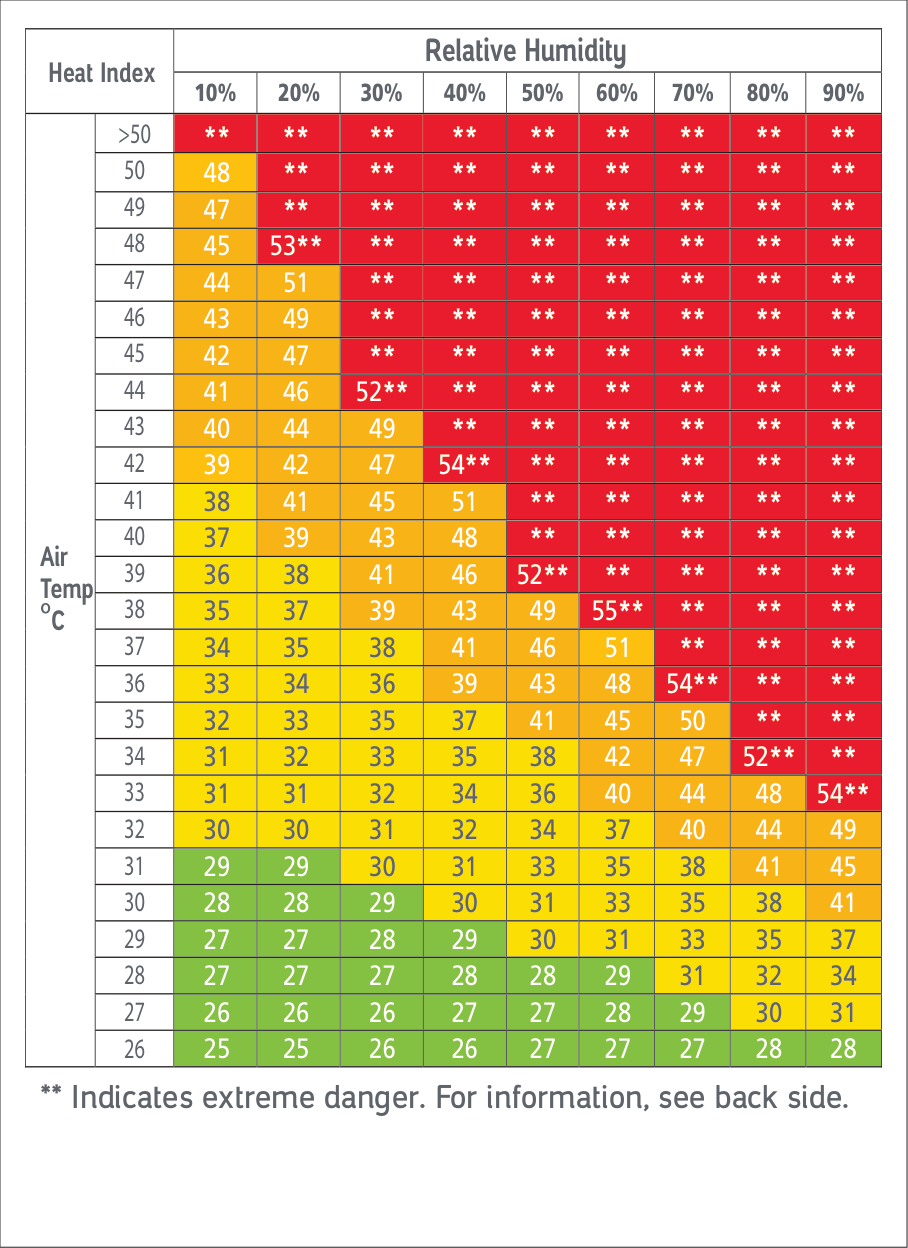 Heat Index
Relative Humidity
10% 20% 30% 40% 50% 60% 70% 80% 90%
Air
Temp
°C
>50 ** ** ** ** ** ** ** ** **
50 48 ** ** ** ** ** ** ** **
49 47 ** ** ** ** ** ** ** **
48 45 53** ** ** ** ** ** ** **
47 44 51 ** ** ** ** ** ** **
46 43 49 ** ** ** ** ** ** **
45 42 47 ** ** ** ** ** ** **
44 41 46 52** ** ** ** ** ** **
43 40 44 49 ** ** ** ** ** **
42 39 42 47 54** ** ** ** ** **
41 38 41 45 51 ** ** ** ** **
40 37 39 43 48 ** ** ** ** **
39 36 38 41 46 52** ** ** ** **
38 35 37 39 43 49 55** ** ** **
37 34 35 38 41 46 51 ** ** **
36 33 34 36 39 43 48 54** ** **
35 32 33 35 37 41 45 50 ** **
34 31 32 33 35 38 42 47 52** **
33 31 31 32 34 36 40 44 48 54**
32 30 30 31 32 34 37 40 44 49
31 29 29 30 31 33 35 38 41 45
30 28 28 29 30 31 33 35 38 41
29 27 27 28 29 30 31 33 35 37
28 27 27 27 28 28 29 31 32 34
27 26 26 26 27 27 28 29 30 31
26 25 25 26 26 27 27 27 28 28
** Indicates extreme danger. For information, see back side.